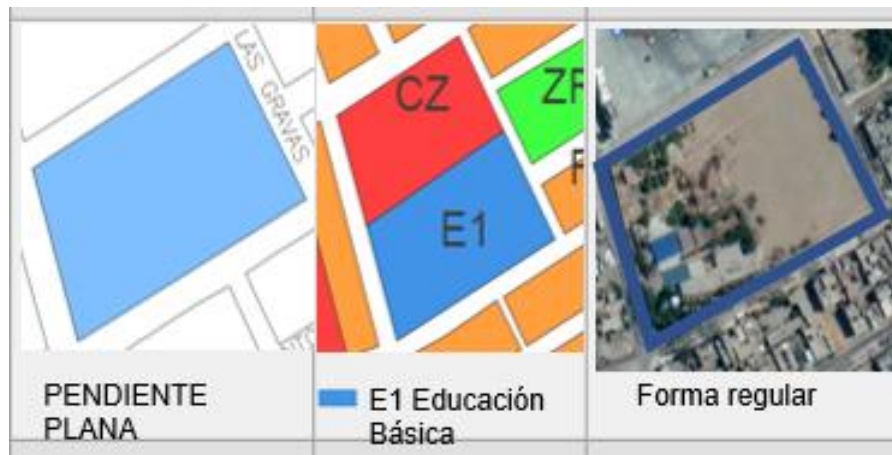 LAS GRAVAS
CZ
E1
PENDIENTE
PLANA
E1 Educación
Básica
Forma regular